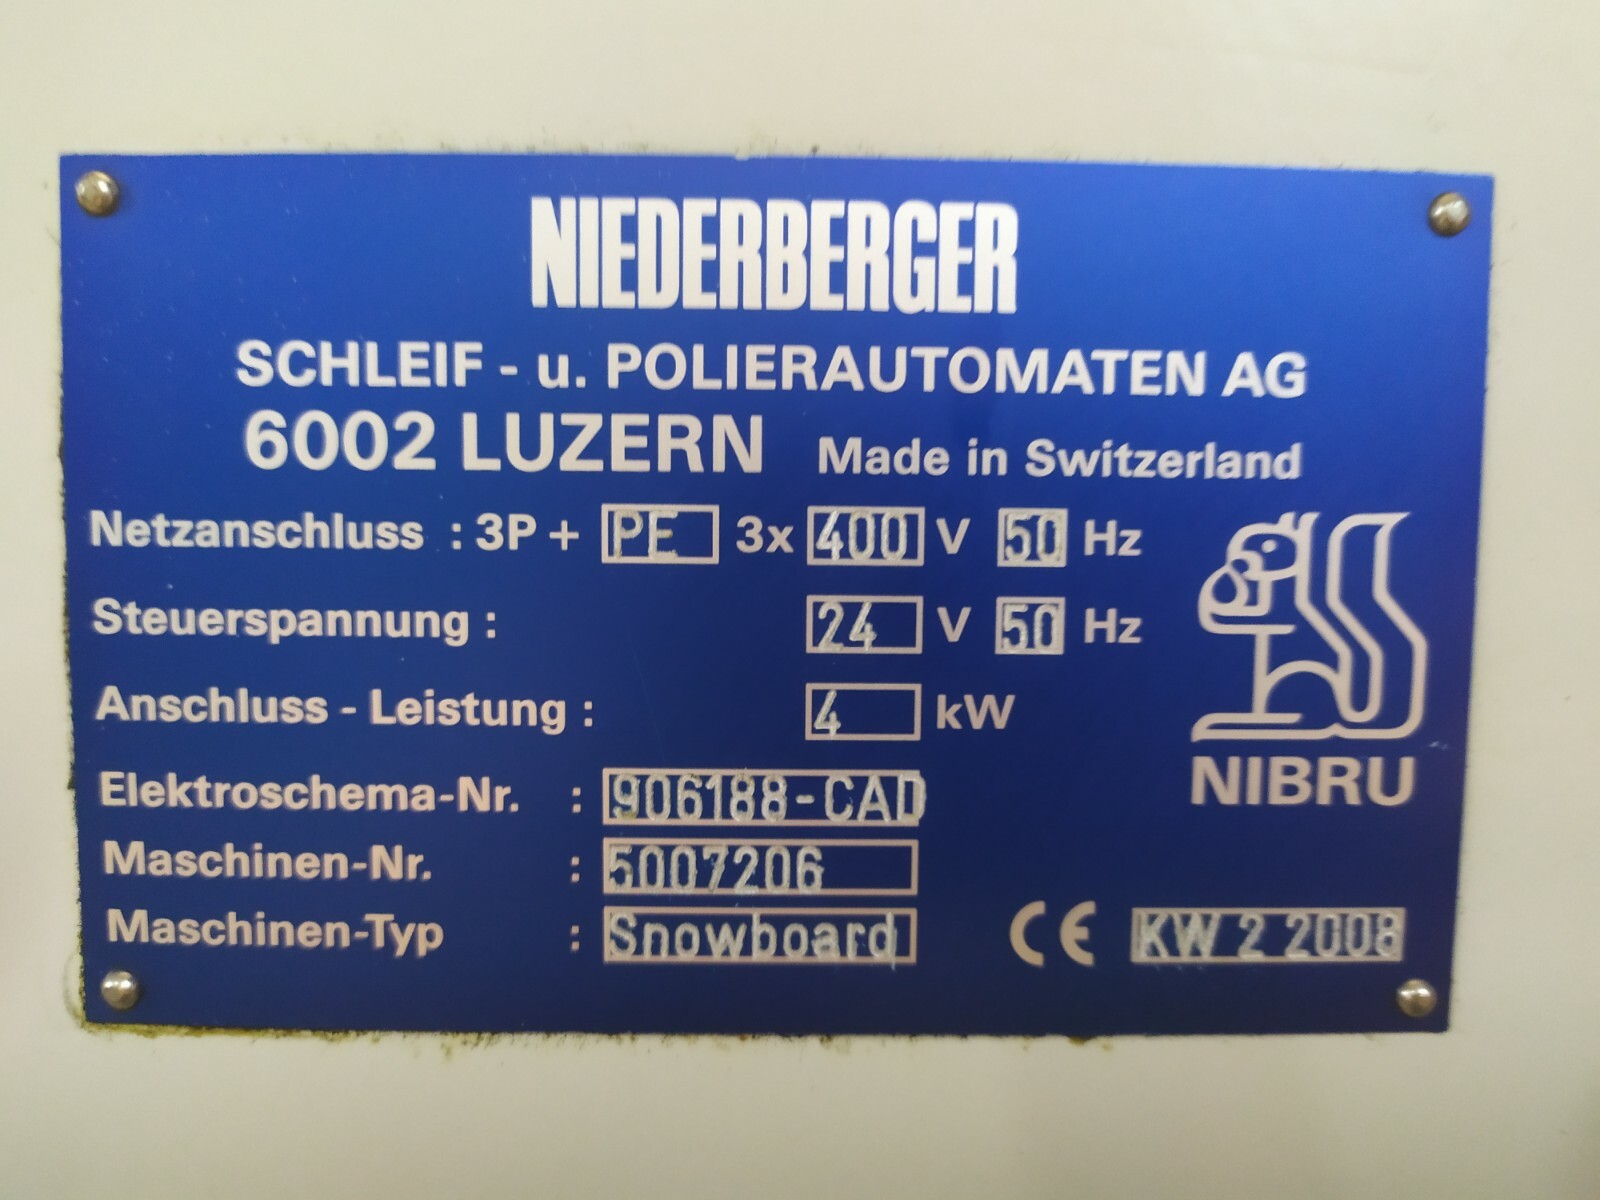 NIEDERBERGER
SCHLEIF - u. POLIERAUTOMATEN AG
6002 LUZERN Made in Switzerland
Netzanschluss : 3P + PE 3x 400 V 50 Hz
Steuerspannung : 24 V 50 Hz
Anschluss - Leistung : 4 kW
NIBRU
Elektroschema-Nr. : 906188-CAD
Maschinen-Nr. : 5007206
Maschinen-Typ : Snowboard CE KW 2 2008